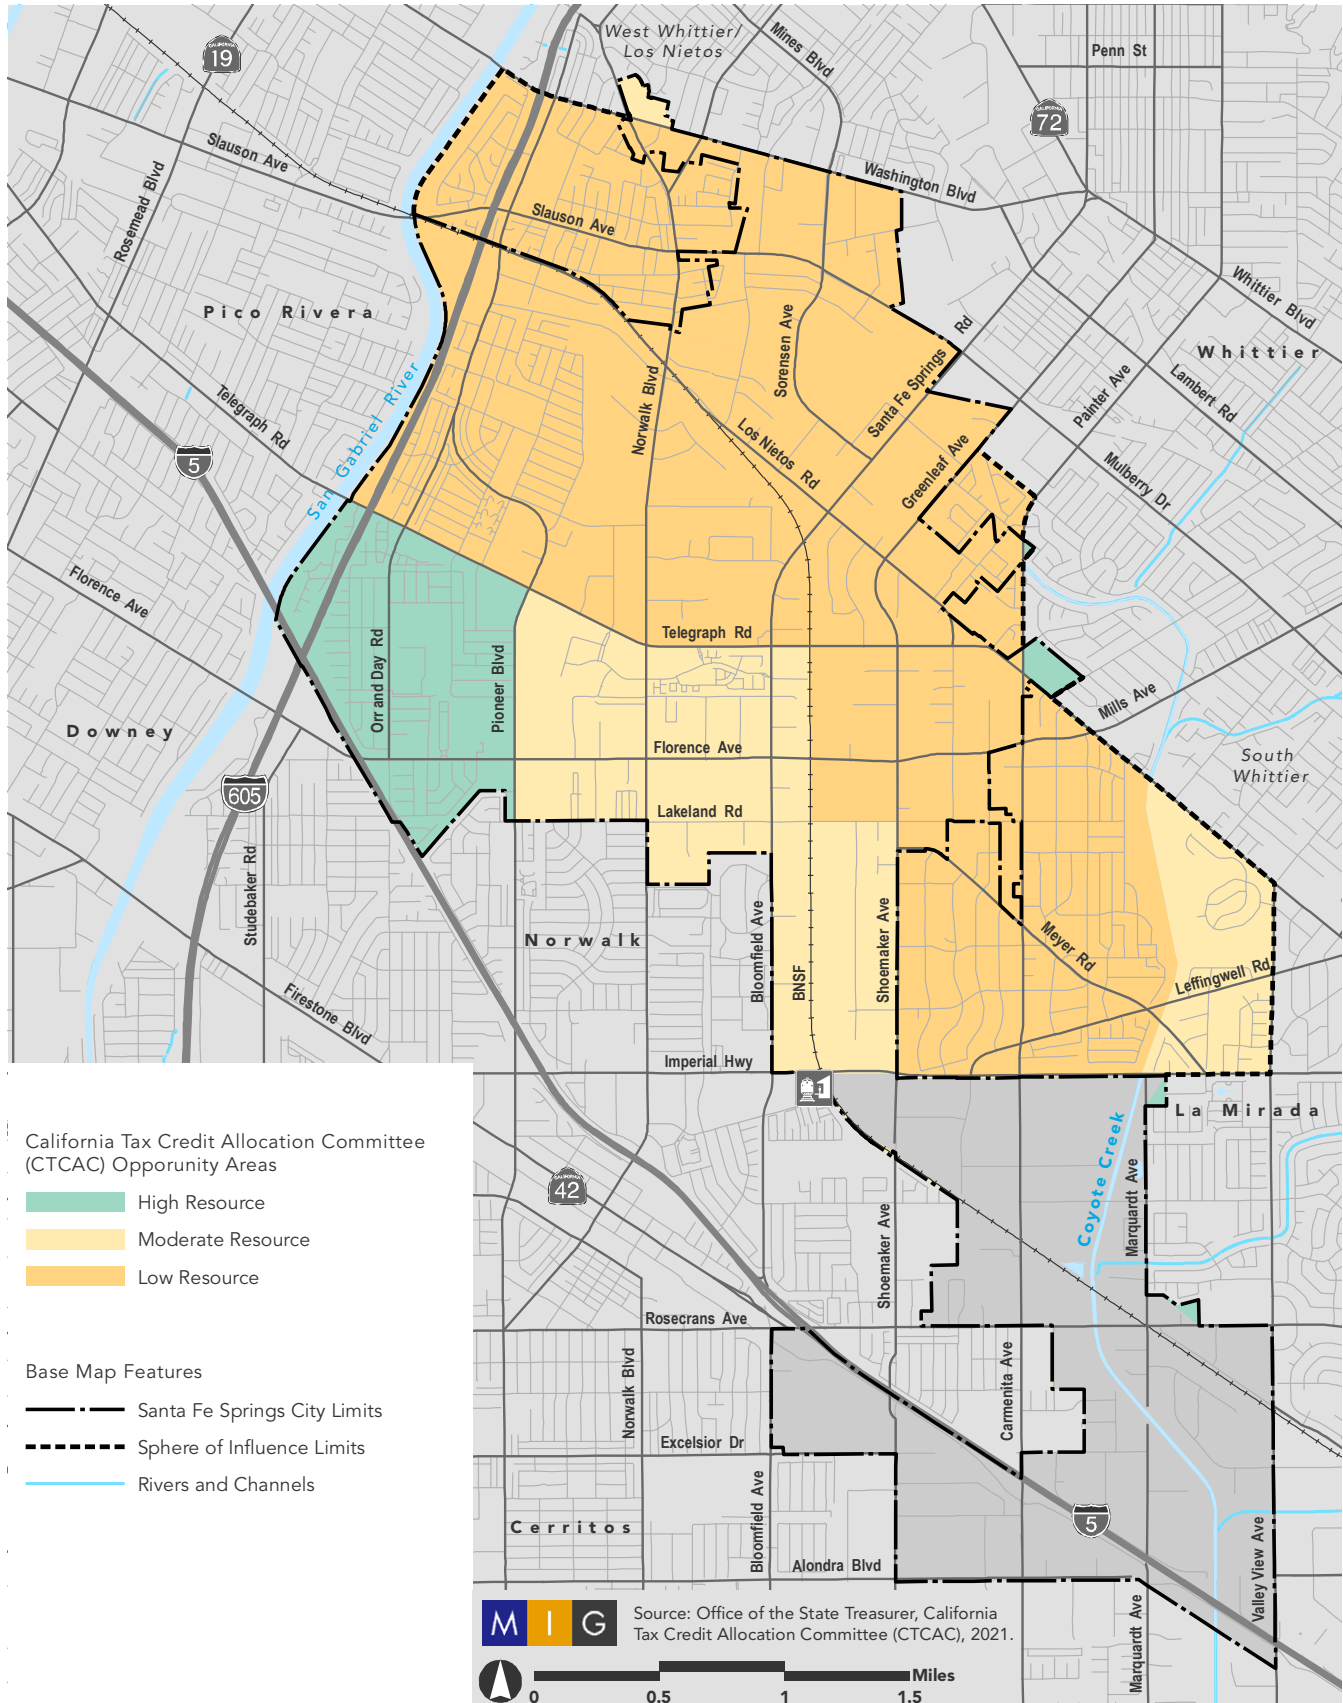 West Whittier/
Los Nietos
Mines Blvd
Penn St
CALIFORNIA
19
CALIFORNIA
72
Slauson Ave
Rosemead Blvd
Washington Blvd
Slauson Ave
Whittier Blvd
Pico Rivera
Whittier
Sorensen Ave
Santa Fe Springs Rd
Painter Ave
Lambert Rd
San Gabriel River
Norwalk Blvd
Telegraph Rd
Los Nietos Rd
Greenleaf Ave
Mulberry Dr
5
Florence Ave
Telegraph Rd
Orr and Day Rd
Pioneer Blvd
Mills Ave
Downey
Florence Ave
South
Whittier
605
Lakeland Rd
Studebaker Rd
Norwalk
Bloomfield Ave
BNSF
Shoemaker Ave
Meyer Rd
Leffingwell Rd
Firestone Blvd
Imperial Hwy
La Mirada
Coyote Creek
Marquardt Ave
CALIFORNIA
42
Shoemaker Ave
California Tax Credit Allocation Committee
(CTCAC) Opporunity Areas
High Resource
Moderate Resource
Low Resource
Rosecrans Ave
Norwalk Blvd
Carmenita Ave
Base Map Features
Santa Fe Springs City Limits
Sphere of Influence Limits
Rivers and Channels
Excelsior Dr
Bloomfield Ave
5
Cerritos
Alondra Blvd
Valley View Ave
Marquardt Ave
M I G
Source: Office of the State Treasurer, California
Tax Credit Allocation Committee (CTCAC), 2021.
Miles
0 0.5 1 1.5